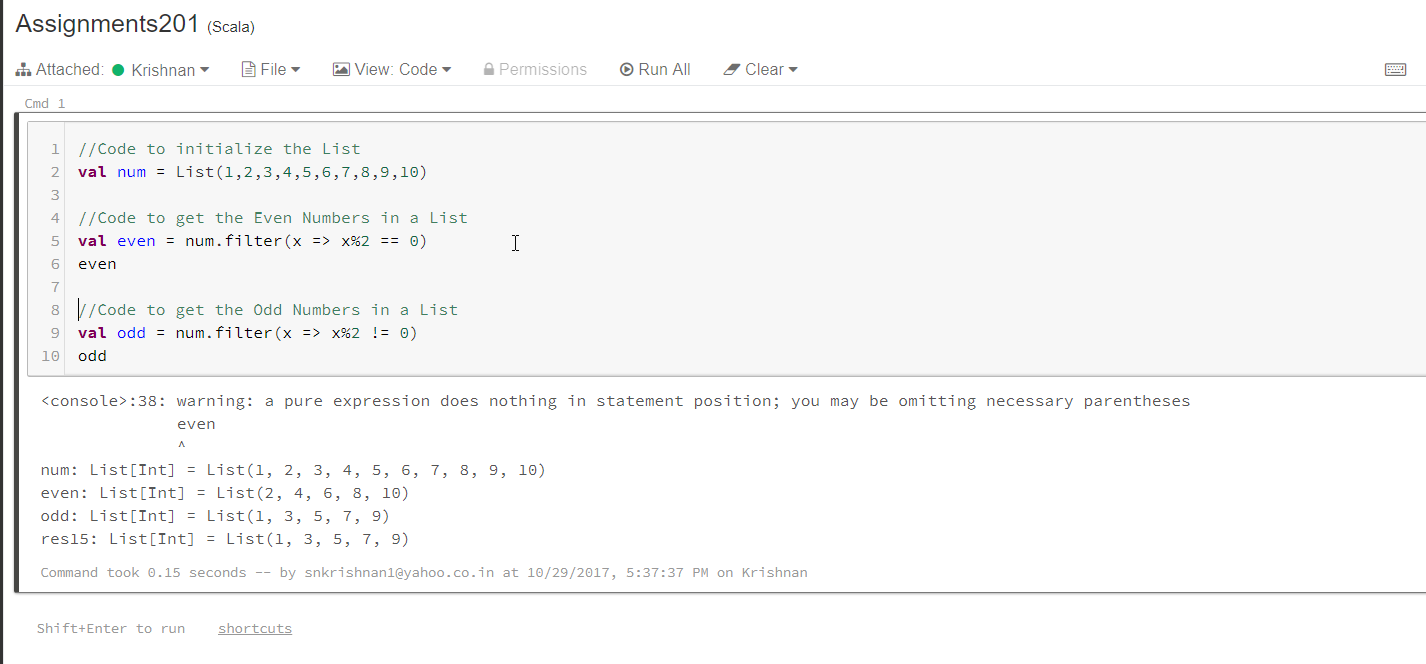 Assignments201 (Scala)
Attached: Krishnan File View: Code Permissions Run All Clear
Cmd 1
1 //Code to initialize the List
2 val num = List(1,2,3,4,5,6,7,8,9,10)
3
4 //Code to get the Even Numbers in a List
5 val even = num.filter(x => x%2 == 0)
6 even
7
8 //Code to get the Odd Numbers in a List
9 val odd = num.filter(x => x%2 != 0)
10 odd
<console>:38: warning: a pure expression does nothing in statement position; you may be omitting necessary parentheses
even
^
num: List[Int] = List(1, 2, 3, 4, 5, 6, 7, 8, 9, 10)
even: List[Int] = List(2, 4, 6, 8, 10)
odd: List[Int] = List(1, 3, 5, 7, 9)
res15: List[Int] = List(1, 3, 5, 7, 9)
Command took 0.15 seconds -- by snkrishnan1@yahoo.co.in at 10/29/2017, 5:37:37 PM on Krishnan
Shift+Enter to run shortcuts